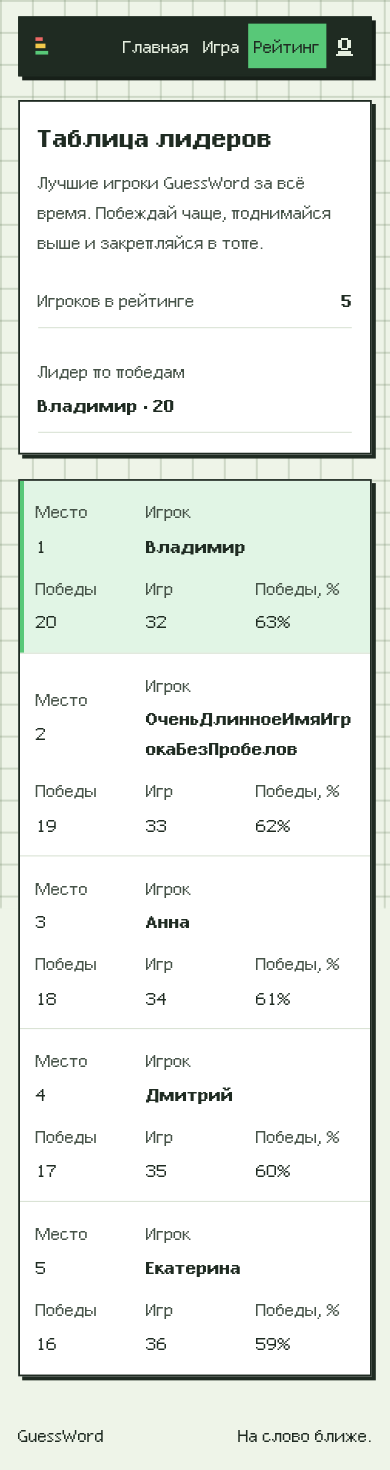 Главная Игра Рейтинг
Таблица лидеров
Лучшие игроки GuessWord за всё
время. Побеждай чаще, поднимайся
выше и закрепляйся в топе.
Игроков в рейтинге 5
Лидер по победам
Владимир · 20
Место Игрок
1 Владимир
Победы Игр Победы, %
20 32 63%
Место Игрок
2 ОченьДлинноеИмяИгр
окаБезПробелов
Победы Игр Победы, %
19 33 62%
Место Игрок
3 Анна
Победы Игр Победы, %
18 34 61%
Место Игрок
4 Дмитрий
Победы Игр Победы, %
17 35 60%
Место Игрок
5 Екатерина
Победы Игр Победы, %
16 36 59%
GuessWord На слово ближе.